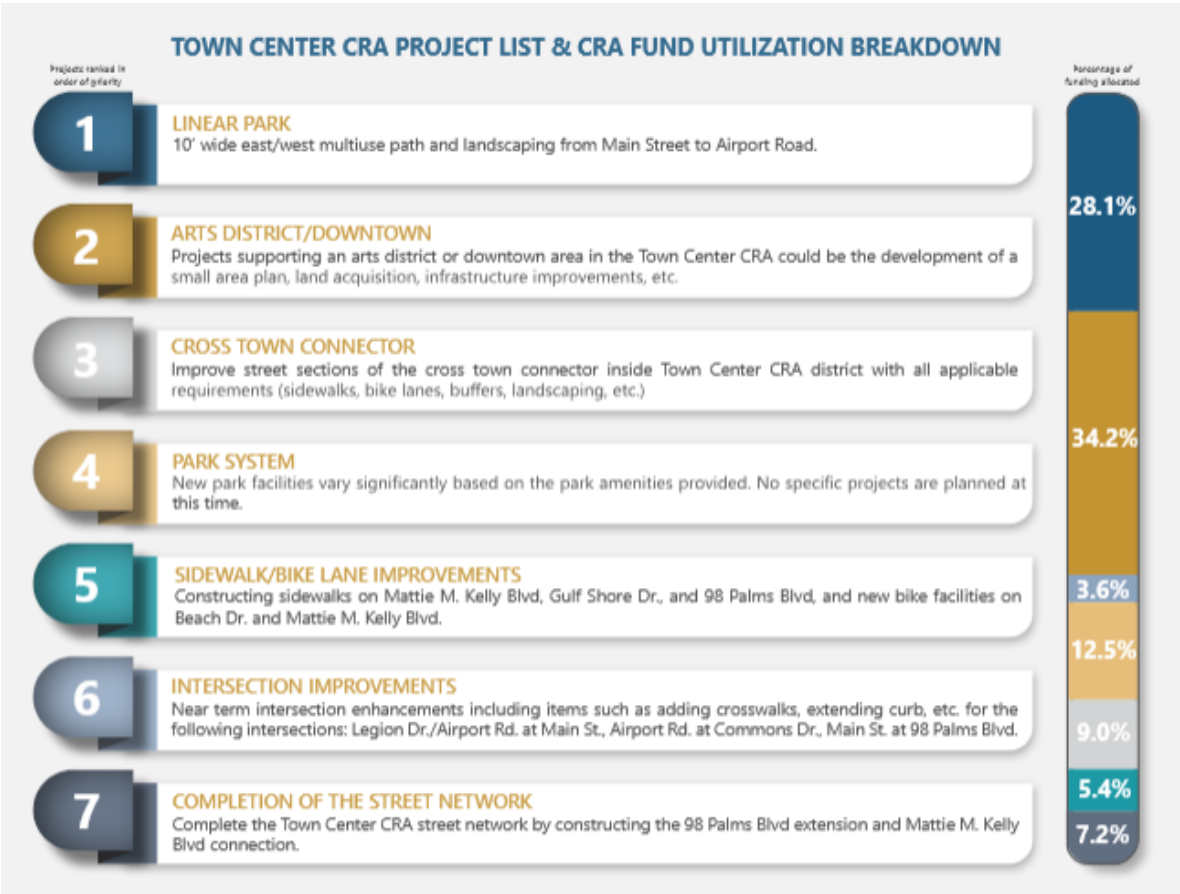 TOWN CENTER CRA PROJECT LIST & CRA FUND UTILIZATION BREAKDOWN
Projects ranked in
order of priority
Percentage of
funding allocated
1
LINEAR PARK
10' wide east/west multiuse path and landscaping from Main Street to Airport Road.
2
ARTS DISTRICT/DOWNTOWN
Projects supporting an arts district or downtown area in the Town Center CRA could be the development of a
small area plan, land acquisition, infrastructure improvements, etc.
3
CROSS TOWN CONNECTOR
Improve street sections of the cross town connector inside Town Center CRA district with all applicable
requirements (sidewalks, bike lanes, buffers, landscaping, etc.)
4
PARK SYSTEM
New park facilities vary significantly based on the park amenities provided. No specific projects are planned at
this time.
5
SIDEWALK/BIKE LANE IMPROVEMENTS
Constructing sidewalks on Mattie M. Kelly Blvd, Gulf Shore Dr., and 98 Palms Blvd, and new bike facilities on
Beach Dr. and Mattie M. Kelly Blvd.
6
INTERSECTION IMPROVEMENTS
Near term intersection enhancements including items such as adding crosswalks, extending curb, etc. for the
following intersections: Legion Dr./Airport Rd. at Main St., Airport Rd. at Commons Dr., Main St. at 98 Palms Blvd.
7
COMPLETION OF THE STREET NETWORK
Complete the Town Center CRA street network by constructing the 98 Palms Blvd extension and Mattie M. Kelly
Blvd connection.
28.1%
34.2%
3.6%
12.5%
9.0%
5.4%
7.2%